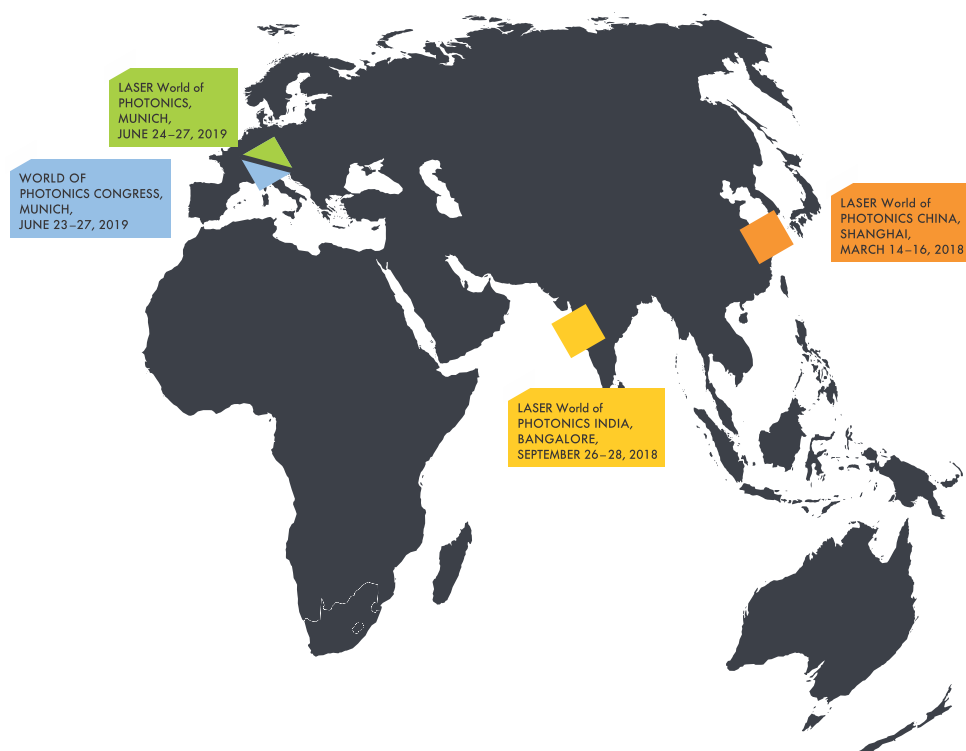 LASER World of
PHOTONICS,
MUNICH,
JUNE 24–27, 2019
WORLD OF
PHOTONICS CONGRESS,
MUNICH,
JUNE 23–27, 2019
LASER World of
PHOTONICS CHINA,
SHANGHAI,
MARCH 14–16, 2018
LASER World of
PHOTONICS INDIA,
BANGALORE,
SEPTEMBER 26–28, 2018